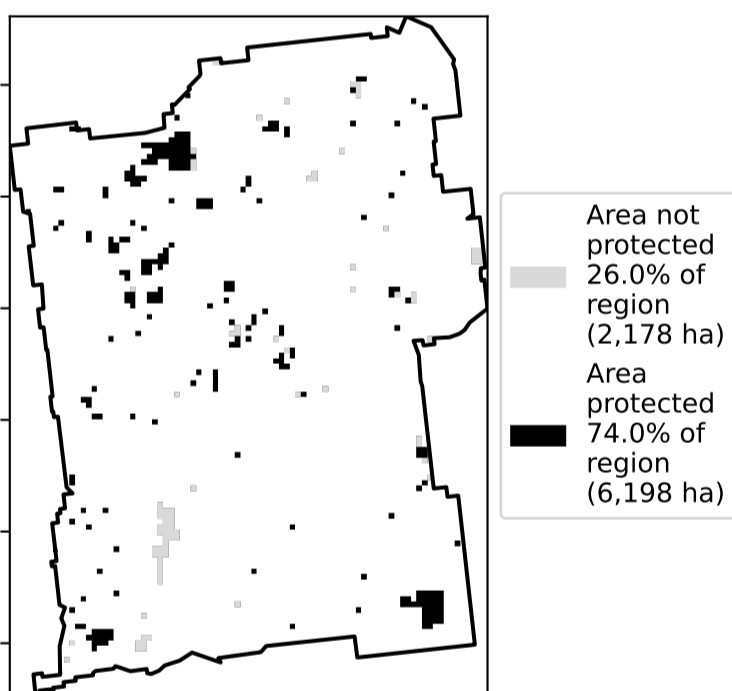 Area not
protected
26.0% of
region
(2,178 ha)
Area
protected
74.0% of
region
(6,198 ha)